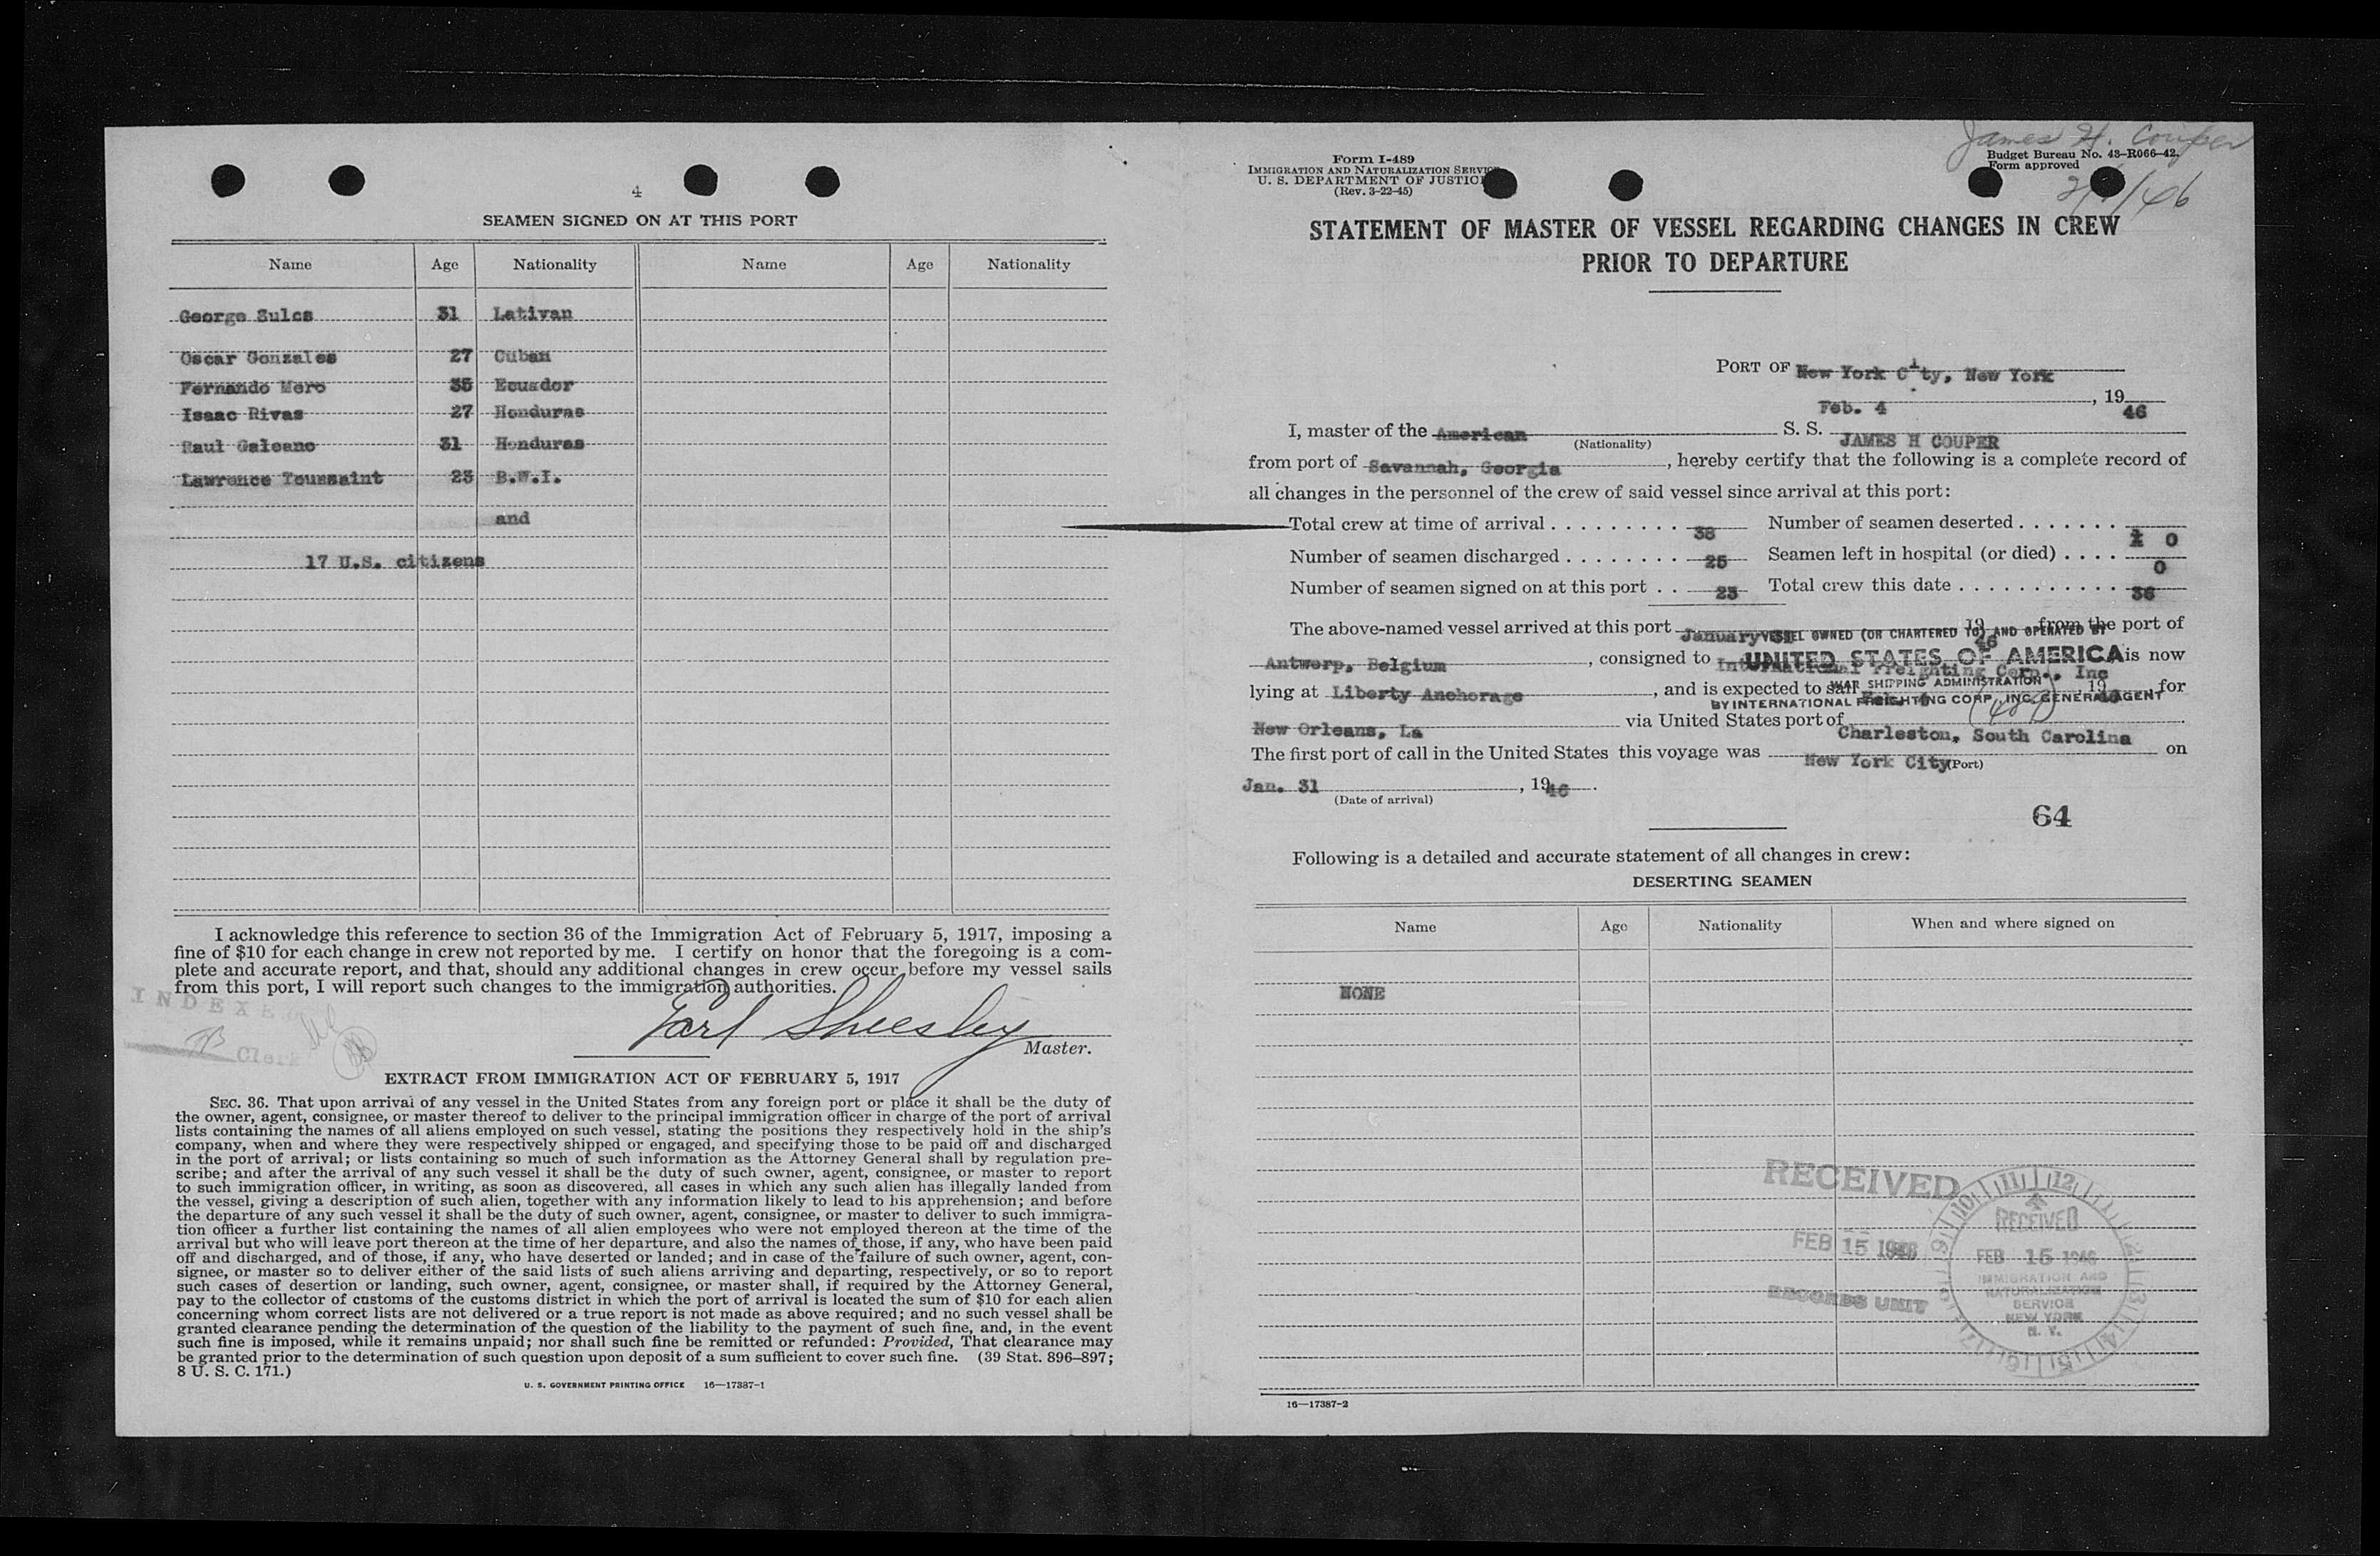 4
SEAMEN SIGNED ON AT THIS PORT
Name Age Nationality Name Age Nationality
George Sulcs 31 Lativan
Oscar Gonzales 27 Cuban
Fernando Mero 35 Ecuador
Isaac Rivas 27 Honduras
Raul Galeano 31 Honduras
Lawrence Toussaint 23 B.W.I.
and
17 U.S. citizens
I acknowledge this reference to section 36 of the Immigration Act of February 5, 1917, imposing a
fine of $10 for each change in crew not reported by me. I certify on honor that the foregoing is a com-
plete and accurate report, and that, should any additional changes in crew occur before my vessel sails
from this port, I will report such changes to the immigration authorities.
INDEXED
Clerk
Earl Sheesley
Master.
EXTRACT FROM IMMIGRATION ACT OF FEBRUARY 5, 1917
SEC. 36. That upon arrival of any vessel in the United States from any foreign port or place it shall be the duty of
the owner, agent, consignee, or master thereof to deliver to the principal immigration officer in charge of the port of arrival
lists containing the names of all aliens employed on such vessel, stating the positions they respectively hold in the ship's
company, when and where they were respectively shipped or engaged, and specifying those to be paid off and discharged
in the port of arrival; or lists containing so much of such information as the Attorney General shall by regulation pre-
scribe; and after the arrival of any such vessel it shall be the duty of such owner, agent, consignee, or master to report
to such immigration officer, in writing, as soon as discovered, all cases in which any such alien has illegally landed from
the vessel, giving a description of such alien, together with any information likely to lead to his apprehension; and before
the departure of any such vessel it shall be the duty of such owner, agent, consignee, or master to deliver to such immigra-
tion officer a further list containing the names of all alien employees who were not employed thereon at the time of the
arrival but who will leave port thereon at the time of her departure, and also the names of those, if any, who have been paid
off and discharged, and of those, if any, who have deserted or landed; and in case of the failure of such owner, agent, con-
signee, or master so to deliver either of the said lists of such aliens arriving and departing, respectively, or so to report
such cases of desertion or landing, such owner, agent, consignee, or master shall, if required by the Attorney General,
pay to the collector of customs of the customs district in which the port of arrival is located the sum of $10 for each alien
concerning whom correct lists are not delivered or a true report is not made as above required; and no such vessel shall be
granted clearance pending the determination of the question of the liability to the payment of such fine, and, in the event
such fine is imposed, while it remains unpaid; nor shall such fine be remitted or refunded: Provided, That clearance may
be granted prior to the determination of such question upon deposit of a sum sufficient to cover such fine. (39 Stat. 896–897;
8 U. S. C. 171.)
U. S. GOVERNMENT PRINTING OFFICE 16—17387-1
James H. Couper
Form I-489
IMMIGRATION AND NATURALIZATION SERVICE
U. S. DEPARTMENT OF JUSTICE
(Rev. 3-22-45)
Budget Bureau No. 43-R066-42.
Form approved
STATEMENT OF MASTER OF VESSEL REGARDING CHANGES IN CREW
PRIOR TO DEPARTURE
PORT OF New York City, New York
Feb. 4, 1946
I, master of the American S. S. JAMES H COUPER
(Nationality)
from port of Savannah, Georgia, hereby certify that the following is a complete record of
all changes in the personnel of the crew of said vessel since arrival at this port:
Total crew at time of arrival . . . . . . . . . . 38 Number of seamen deserted . . . . . . . 0
Number of seamen discharged . . . . . . . . 25 Seamen left in hospital (or died) . . . . 0
Number of seamen signed on at this port . . 23 Total crew this date . . . . . . . . . . . . 36
The above-named vessel arrived at this port January 31 1946 from the port of
VESSEL OWNED (OR CHARTERED TO) AND OPERATED BY
Antwerp, Belgium, consigned to International Freighting Corp., Inc is now
UNITED STATES OF AMERICA
WAR SHIPPING ADMINISTRATION
lying at Liberty Anchorage, and is expected to sail Feb. 4, 1946 for
BY INTERNATIONAL FREIGHTING CORP., INC. GENERAL AGENT
New Orleans, La via United States port of Charleston, South Carolina
The first port of call in the United States this voyage was New York City on
(Port)
Jan. 31, 1946.
(Date of arrival)
64
Following is a detailed and accurate statement of all changes in crew:
DESERTING SEAMEN
Name Age Nationality When and where signed on
NONE
RECEIVED
FEB 15 1946
RECORDS UNIT
RECEIVED
FEB 15 1946
IMMIGRATION AND
NATURALIZATION
SERVICE
NEW YORK
N. Y.
16—17387-2